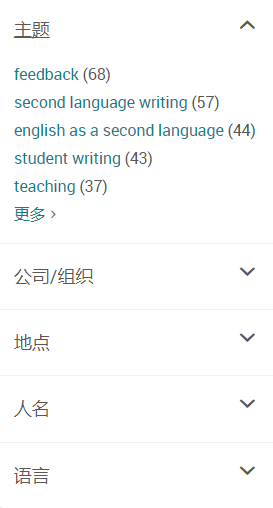 主题
feedback (68)
second language writing (57)
english as a second language (44)
student writing (43)
teaching (37)
更多 ›
公司/组织
地点
人名
语言